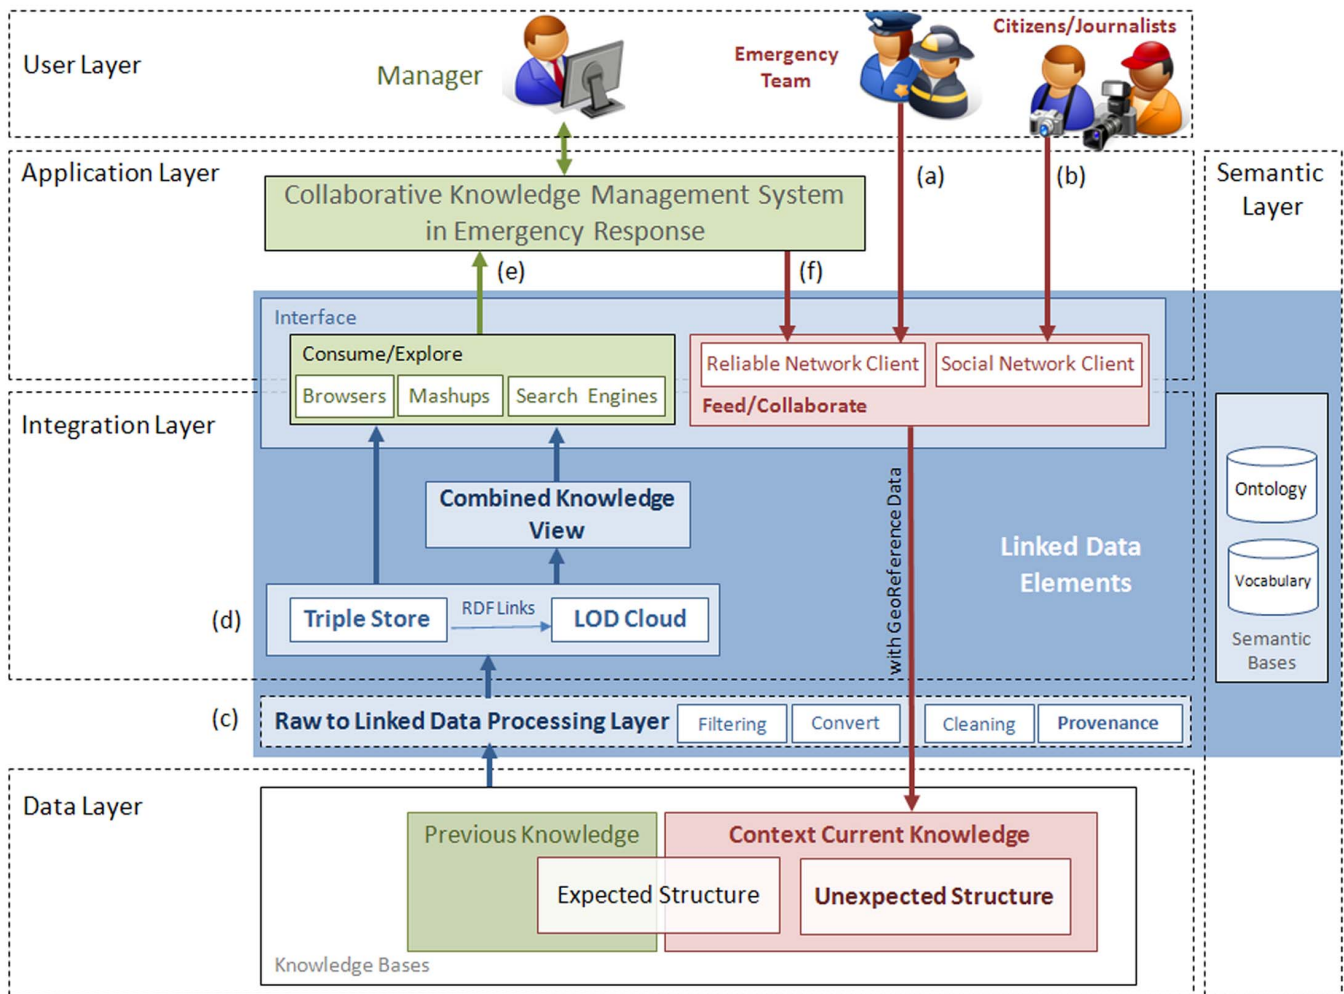 User Layer
Manager
Emergency
Team
Citizens/Journalists
Application Layer
(a)
(b)
Semantic
Layer
Collaborative Knowledge Management System
in Emergency Response
(e)
(f)
Interface
Consume/Explore
Browsers
Mashups
Search Engines
Reliable Network Client
Social Network Client
Feed/Collaborate
Integration Layer
Combined Knowledge
View
with GeoReference Data
Linked Data
Elements
Ontology
Vocabulary
Semantic
Bases
(d)
Triple Store
RDF Links
LOD Cloud
(c)
Raw to Linked Data Processing Layer
Filtering
Convert
Cleaning
Provenance
Data Layer
Previous Knowledge
Context Current Knowledge
Expected Structure
Unexpected Structure
Knowledge Bases